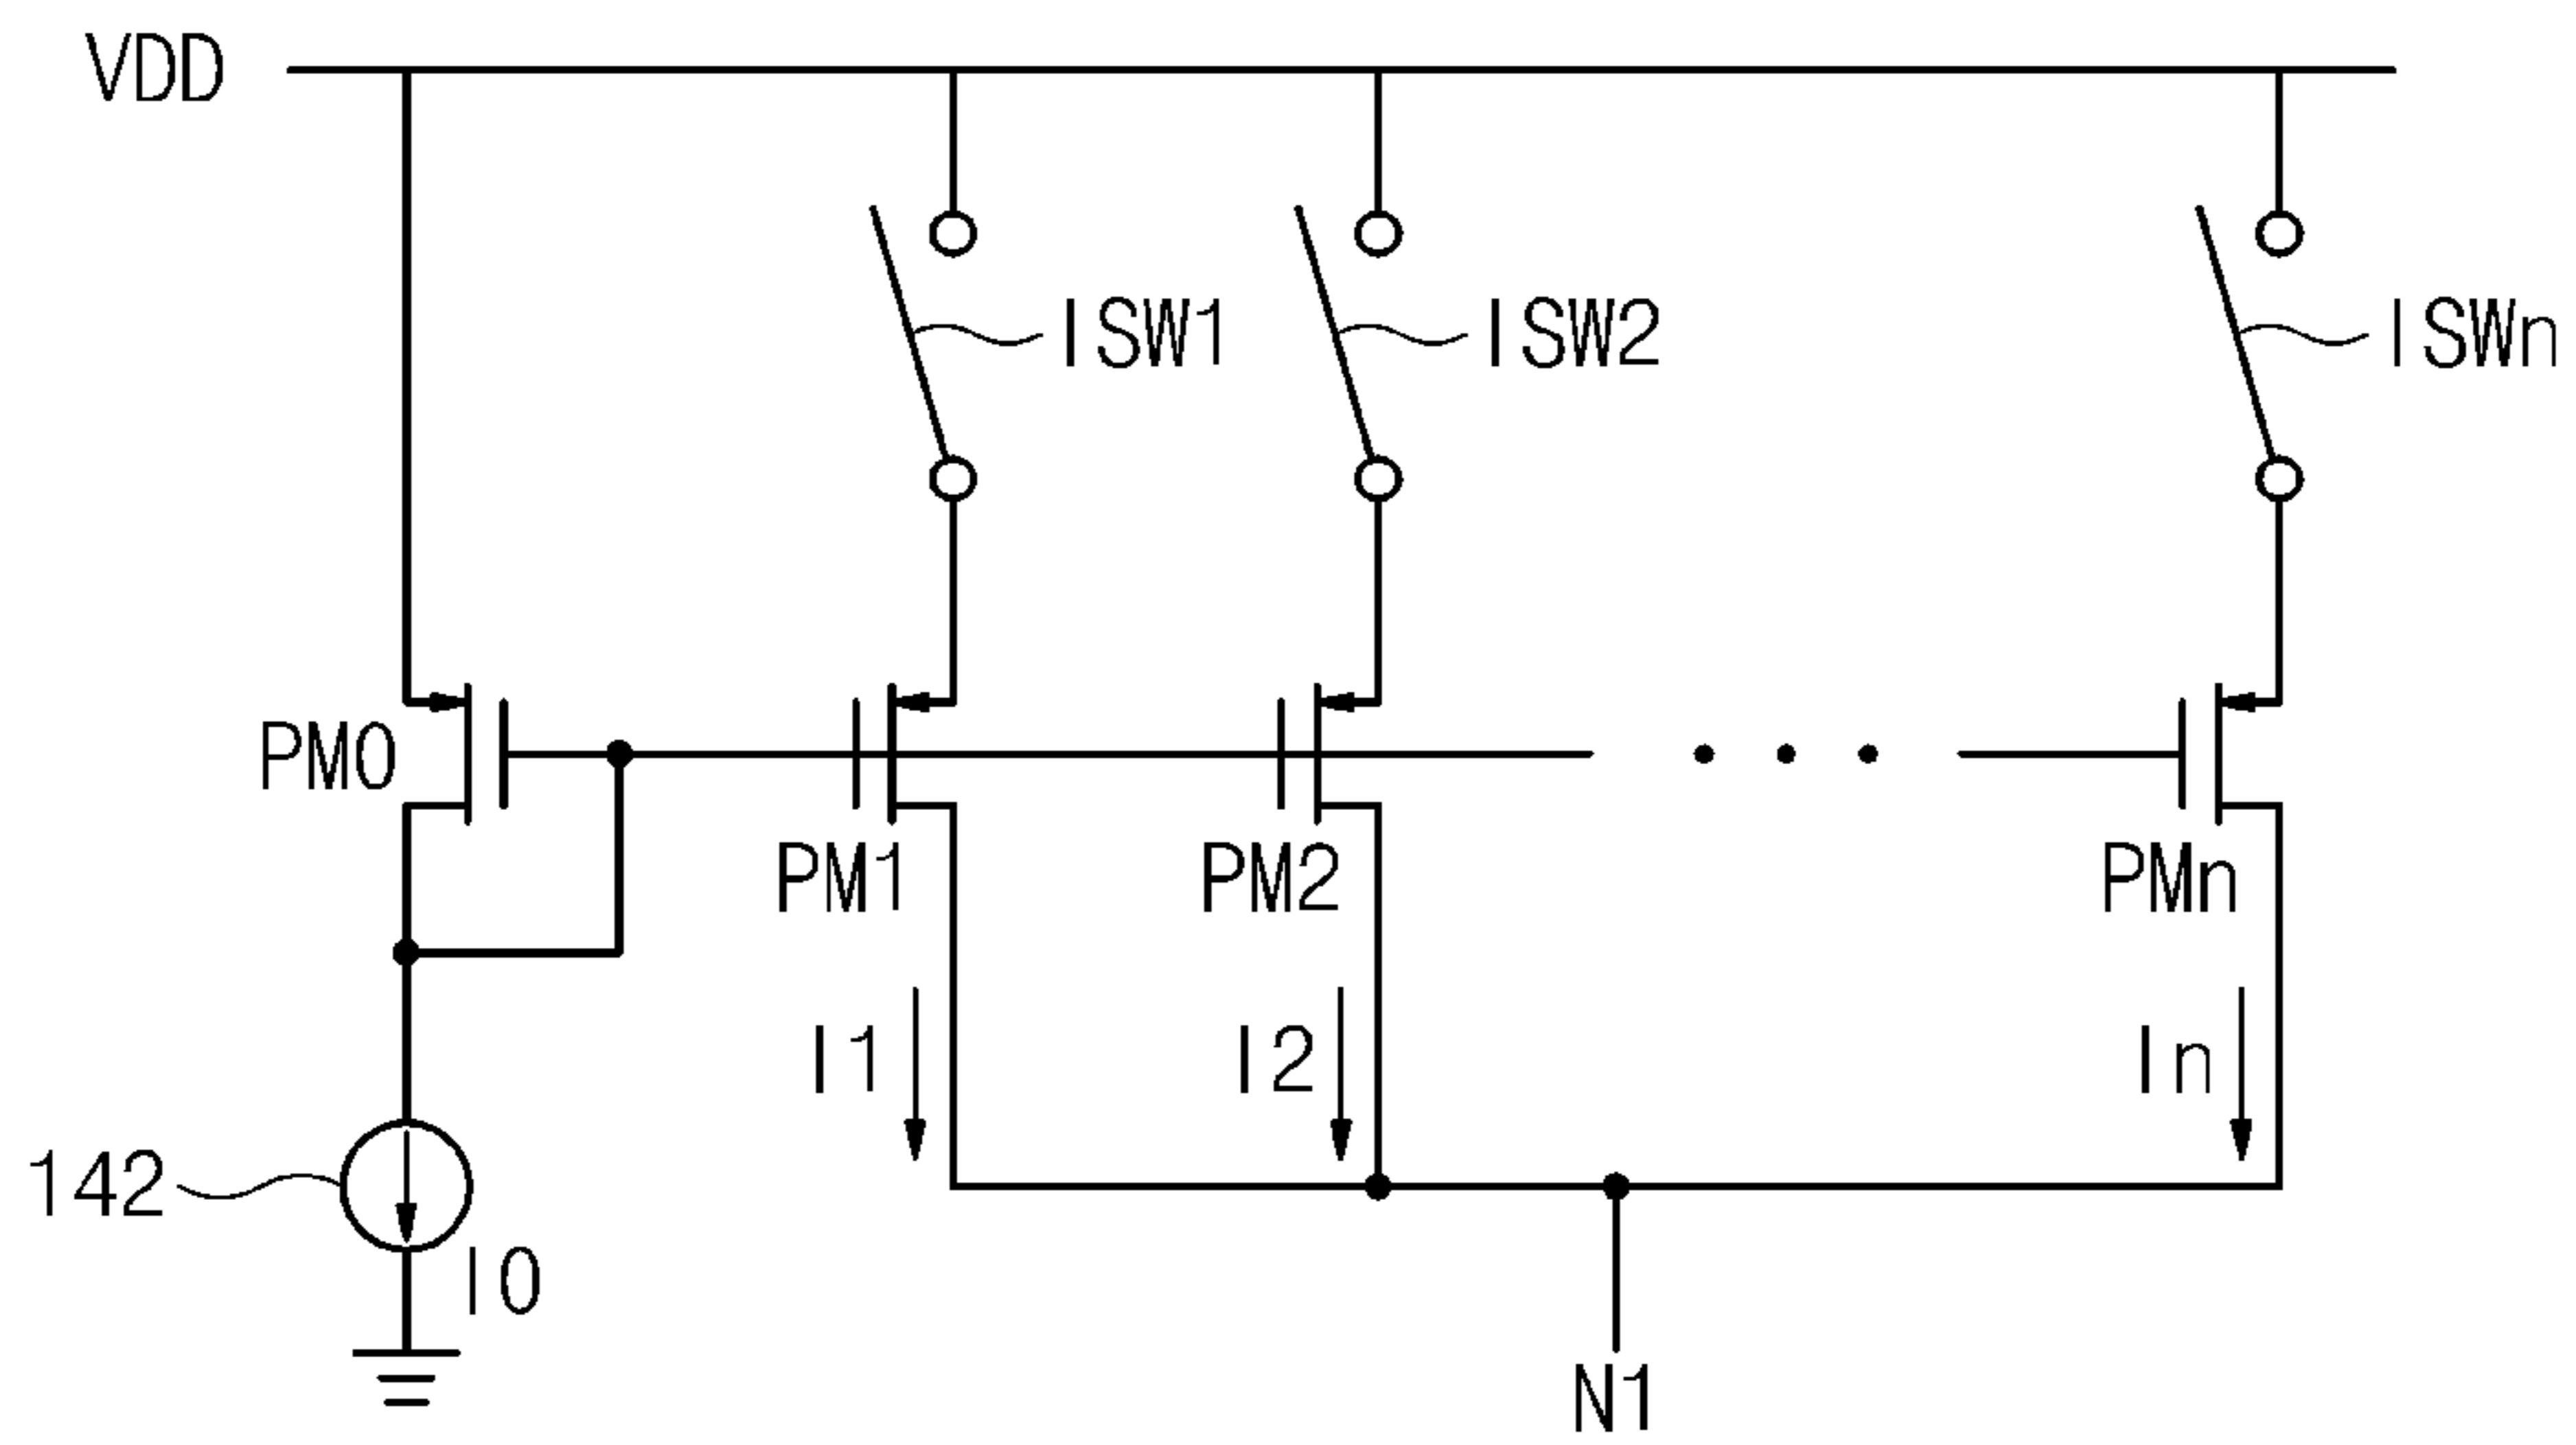 VDD
ISW1 ISW2 ISWn
PM0
PM1 PM2 PMn
I1 I2 In
142
I0
N1